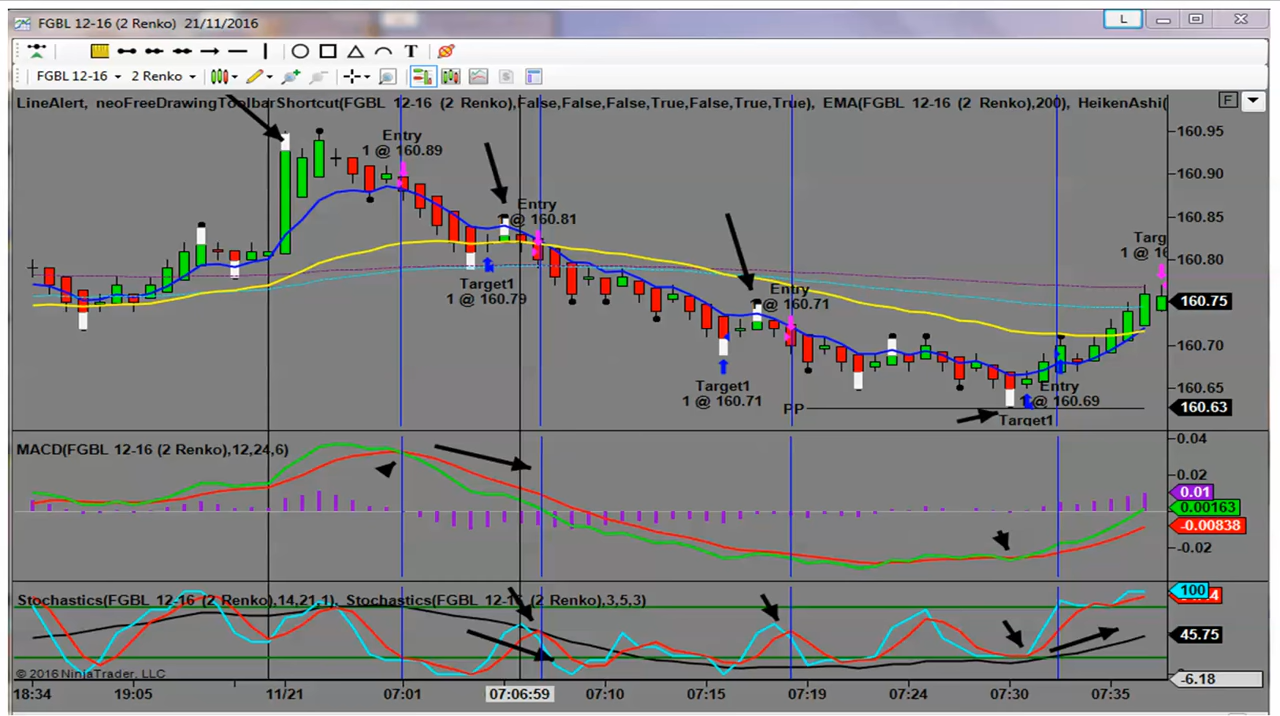 FGBL 12-16 (2 Renko) 21/11/2016
L
T
FGBL 12-16 2 Renko
S
LineAlert, neoFreeDrawingToolbarShortcut(FGBL 12-16 (2 Renko),False,False,False,True,False,True,True), EMA(FGBL 12-16 (2 Renko),200), HeikenAshi(
F
160.95
160.90
160.85
160.80
160.75
160.70
160.65
160.63
Entry
1 @ 160.89
Entry
1 @ 160.81
Target1
1 @ 160.79
Entry
1 @ 160.71
Target1
1 @ 160.71
PP
Entry
1 @ 160.69
Target1
Targ
1 @ 16
MACD(FGBL 12-16 (2 Renko),12,24,6)
0.04
0.02
0.01
0.00163
-0.00838
-0.02
Stochastics(FGBL 12-16 (2 Renko),14,21,1), Stochastics(FGBL 12-16 (2 Renko),3,5,3)
100
45.75
-6.18
© 2016 NinjaTrader, LLC
18:34 19:05 11/21 07:01 07:06:59 07:10 07:15 07:19 07:24 07:30 07:35